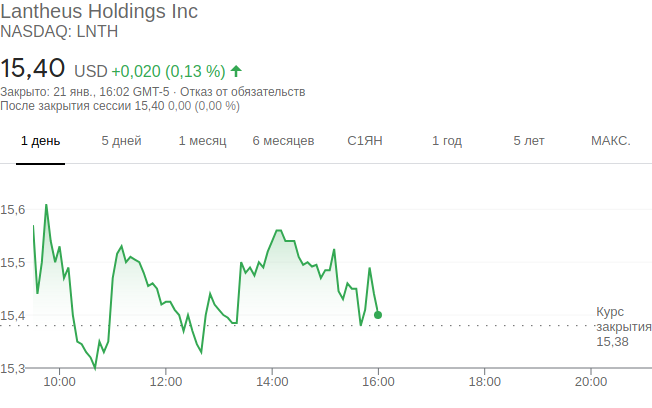 Lantheus Holdings Inc
NASDAQ: LNTH
15,40 USD +0,020 (0,13 %)
Закрыто: 21 янв., 16:02 GMT-5 · Отказ от обязательств
После закрытия сессии 15,40 0,00 (0,00 %)
1 день 5 дней 1 месяц 6 месяцев С1ЯН 1 год 5 лет МАКС.
15,6
15,5
15,4
Курс
закрытия
15,38
15,3
10:00 12:00 14:00 16:00 18:00 20:00